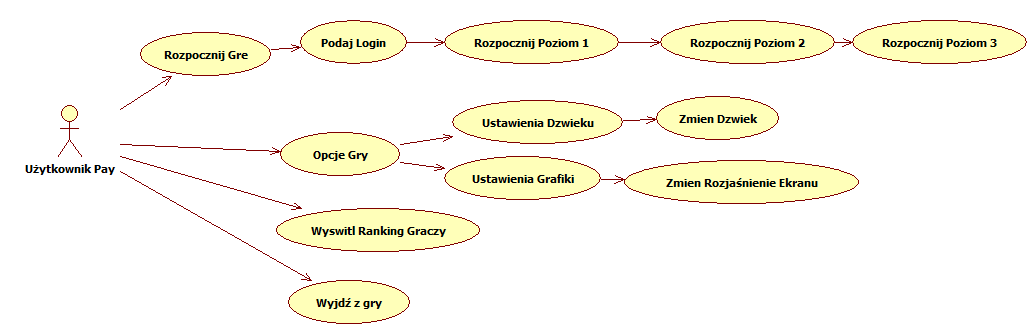 Rozpocznij Gre
Podaj Login
Rozpocznij Poziom 1
Rozpocznij Poziom 2
Rozpocznij Poziom 3
Użytkownik Pay
Opcje Gry
Ustawienia Dzwieku
Zmien Dzwiek
Ustawienia Grafiki
Zmien Rozjaśnienie Ekranu
Wyswitl Ranking Graczy
Wyjdź z gry